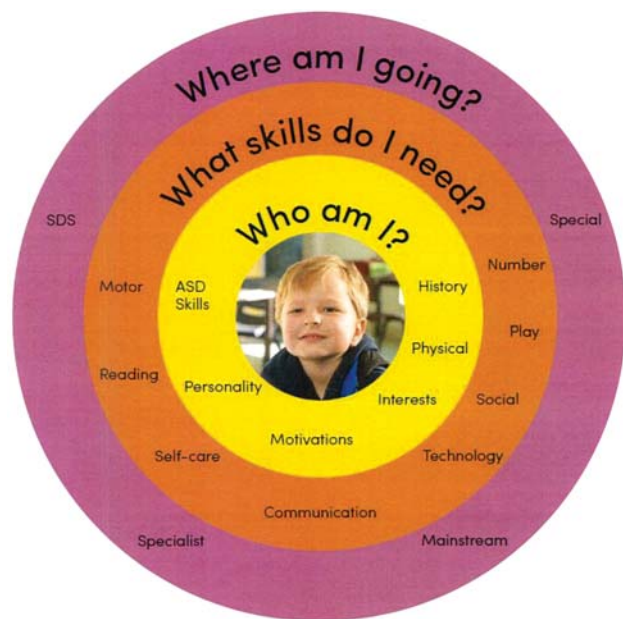 Where am I going?
What skills do I need?
Who am I?
SDS
Special
Number
Motor
ASD
Skills
History
Play
Physical
Reading
Personality
Interests
Social
Motivations
Self-care
Technology
Communication
Specialist
Mainstream